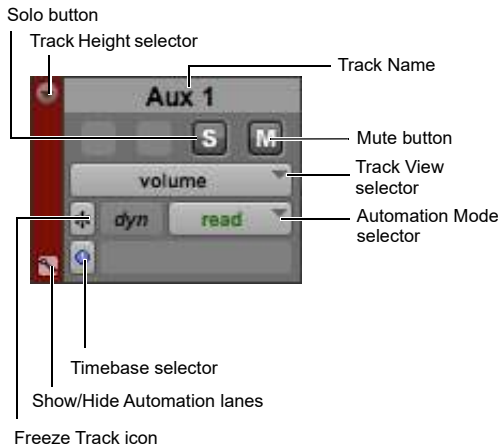 Solo button
Track Height selector
Track Name
Aux 1
S
M
Mute button
volume
Track View
selector
dyn
read
Automation Mode
selector
Timebase selector
Show/Hide Automation lanes
Freeze Track icon